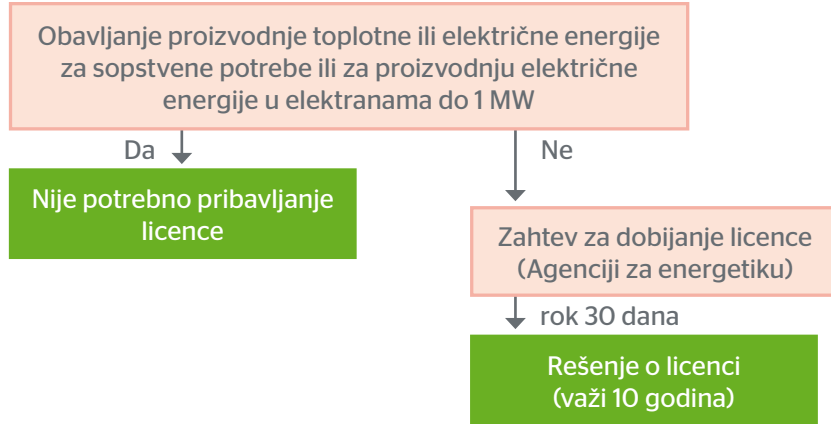 Obavljanje proizvodnje toplotne ili električne energije
za sopstvene potrebe ili za proizvodnju električne
energije u elektranama do 1 MW
Da
Ne
Nije potrebno pribavljanje
licence
Zahtev za dobijanje licence
(Agenciji za energetiku)
rok 30 dana
Rešenje o licenci
(važi 10 godina)